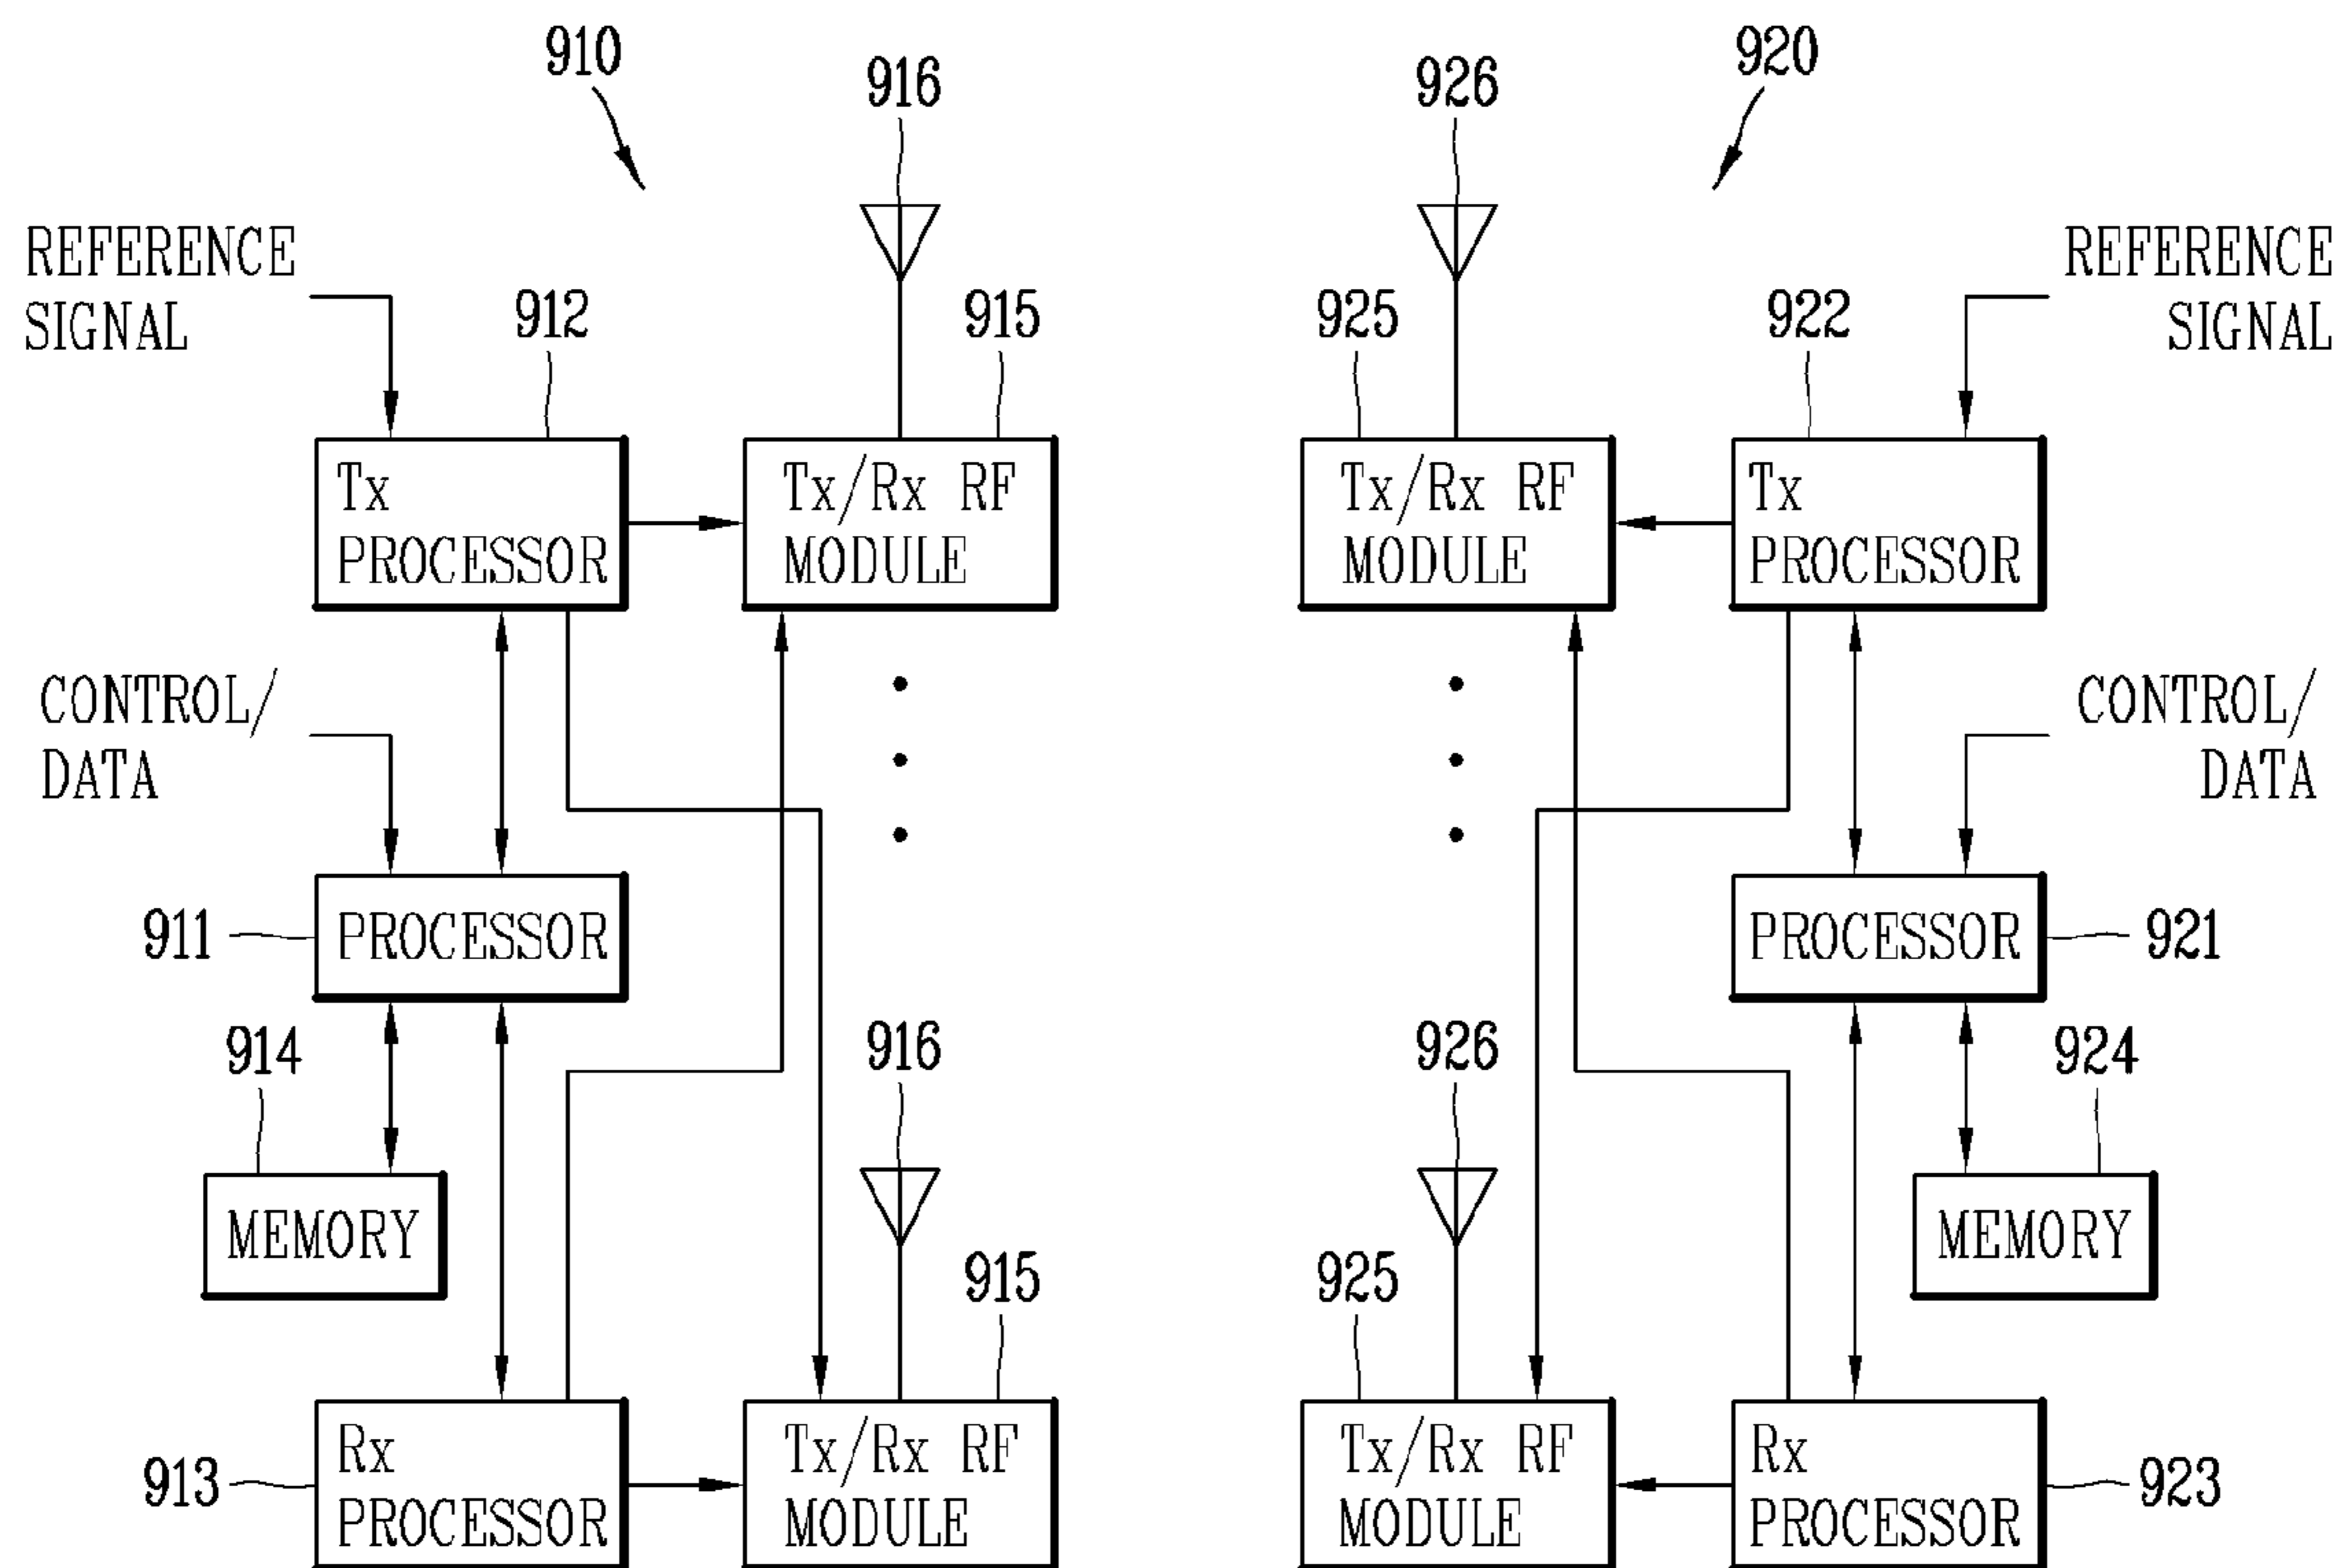 910
916
926
920
REFERENCE
SIGNAL
912
915
925
922
REFERENCE
SIGNAL
Tx
PROCESSOR
Tx/Rx RF
MODULE
Tx/Rx RF
MODULE
Tx
PROCESSOR
CONTROL/
DATA
CONTROL/
DATA
911
PROCESSOR
PROCESSOR
921
914
916
926
924
MEMORY
MEMORY
915
925
913
Rx
PROCESSOR
Tx/Rx RF
MODULE
Tx/Rx RF
MODULE
Rx
PROCESSOR
923